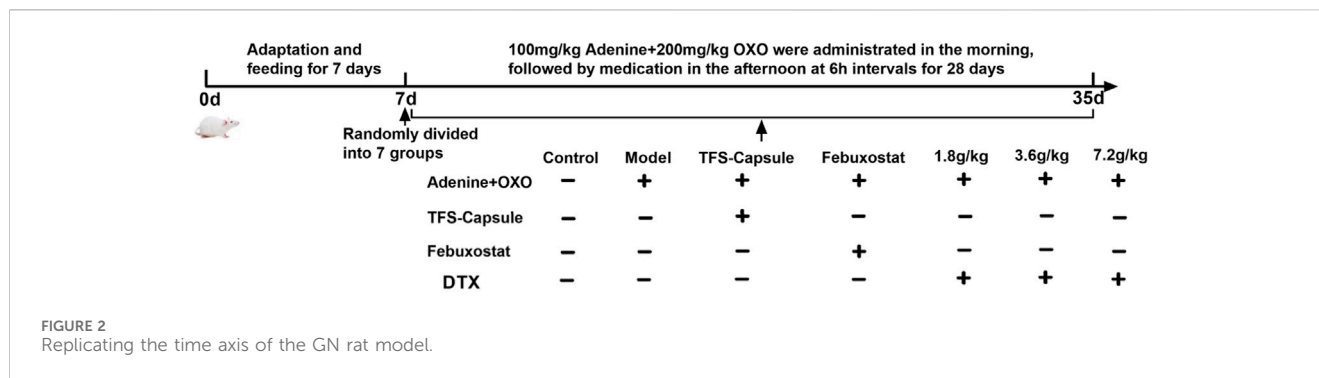 Adaptation and
feeding for 7 days
100mg/kg Adenine+200mg/kg OXO were administrated in the morning,
followed by medication in the afternoon at 6h intervals for 28 days
0d 7d 35d
Randomly divided
into 7 groups
Control Model TFS-Capsule Febuxostat 1.8g/kg 3.6g/kg 7.2g/kg
Adenine+OXO − + + + + + +
TFS-Capsule − − + − − − −
Febuxostat − − − + − − −
DTX − − − − + + +
FIGURE 2
Replicating the time axis of the GN rat model.